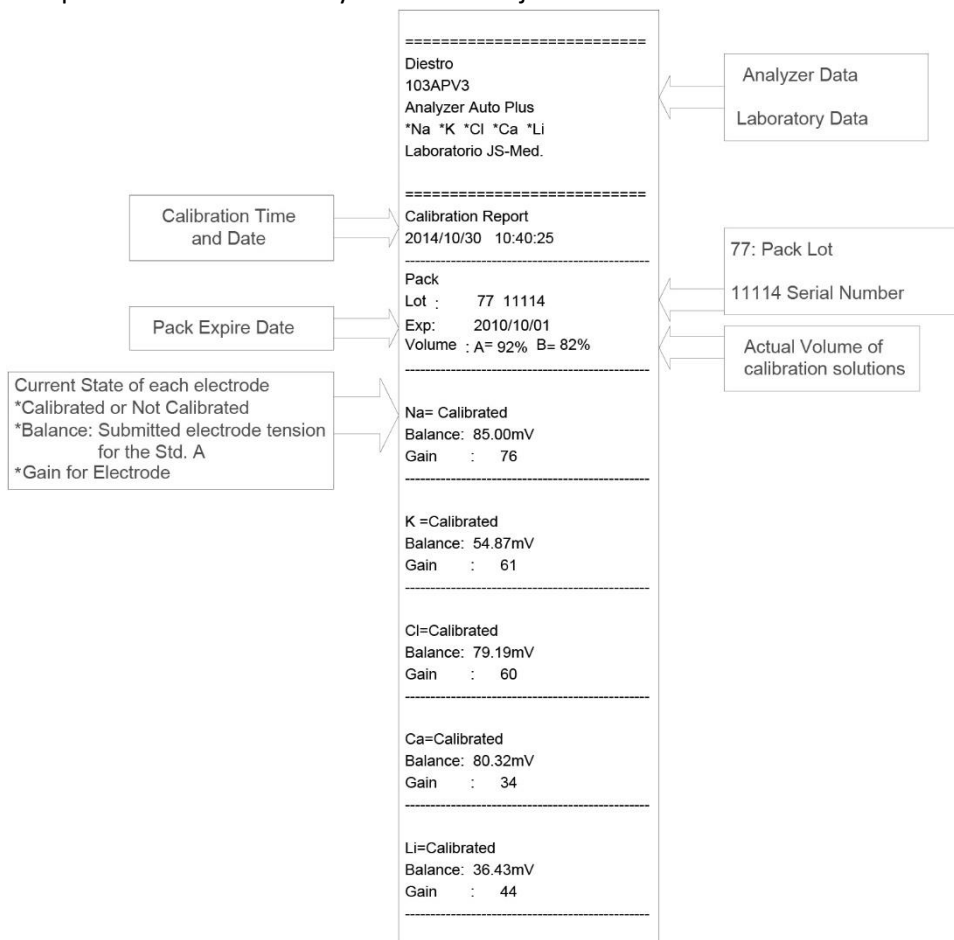 ===========================
Diestro
103APV3
Analyzer Auto Plus
*Na *K *Cl *Ca *Li
Laboratorio JS-Med.
Analyzer Data
Laboratory Data
===========================
Calibration Report
2014/10/30 10:40:25
Calibration Time
and Date
--------------------------------------------------
Pack
Lot : 77 11114
Exp: 2010/10/01
Volume : A= 92% B= 82%
77: Pack Lot
11114 Serial Number
Pack Expire Date
Actual Volume of
calibration solutions
--------------------------------------------------
Current State of each electrode
*Calibrated or Not Calibrated
*Balance: Submitted electrode tension
for the Std. A
*Gain for Electrode
Na= Calibrated
Balance: 85.00mV
Gain : 76
--------------------------------------------------
K =Calibrated
Balance: 54.87mV
Gain : 61
--------------------------------------------------
Cl=Calibrated
Balance: 79.19mV
Gain : 60
--------------------------------------------------
Ca=Calibrated
Balance: 80.32mV
Gain : 34
--------------------------------------------------
Li=Calibrated
Balance: 36.43mV
Gain : 44
--------------------------------------------------